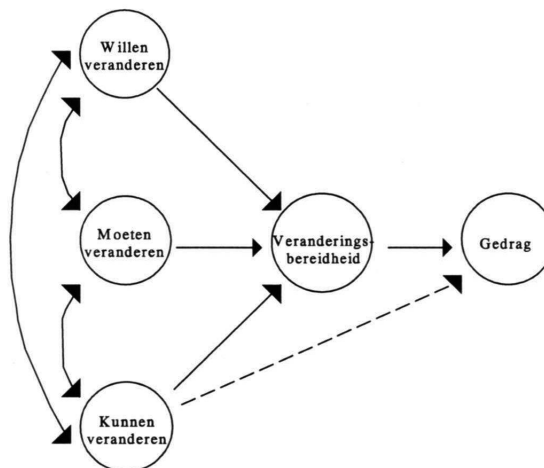 Willen
veranderen
Moeten
veranderen
Veranderings-
bereidheid
Gedrag
Kunnen
veranderen